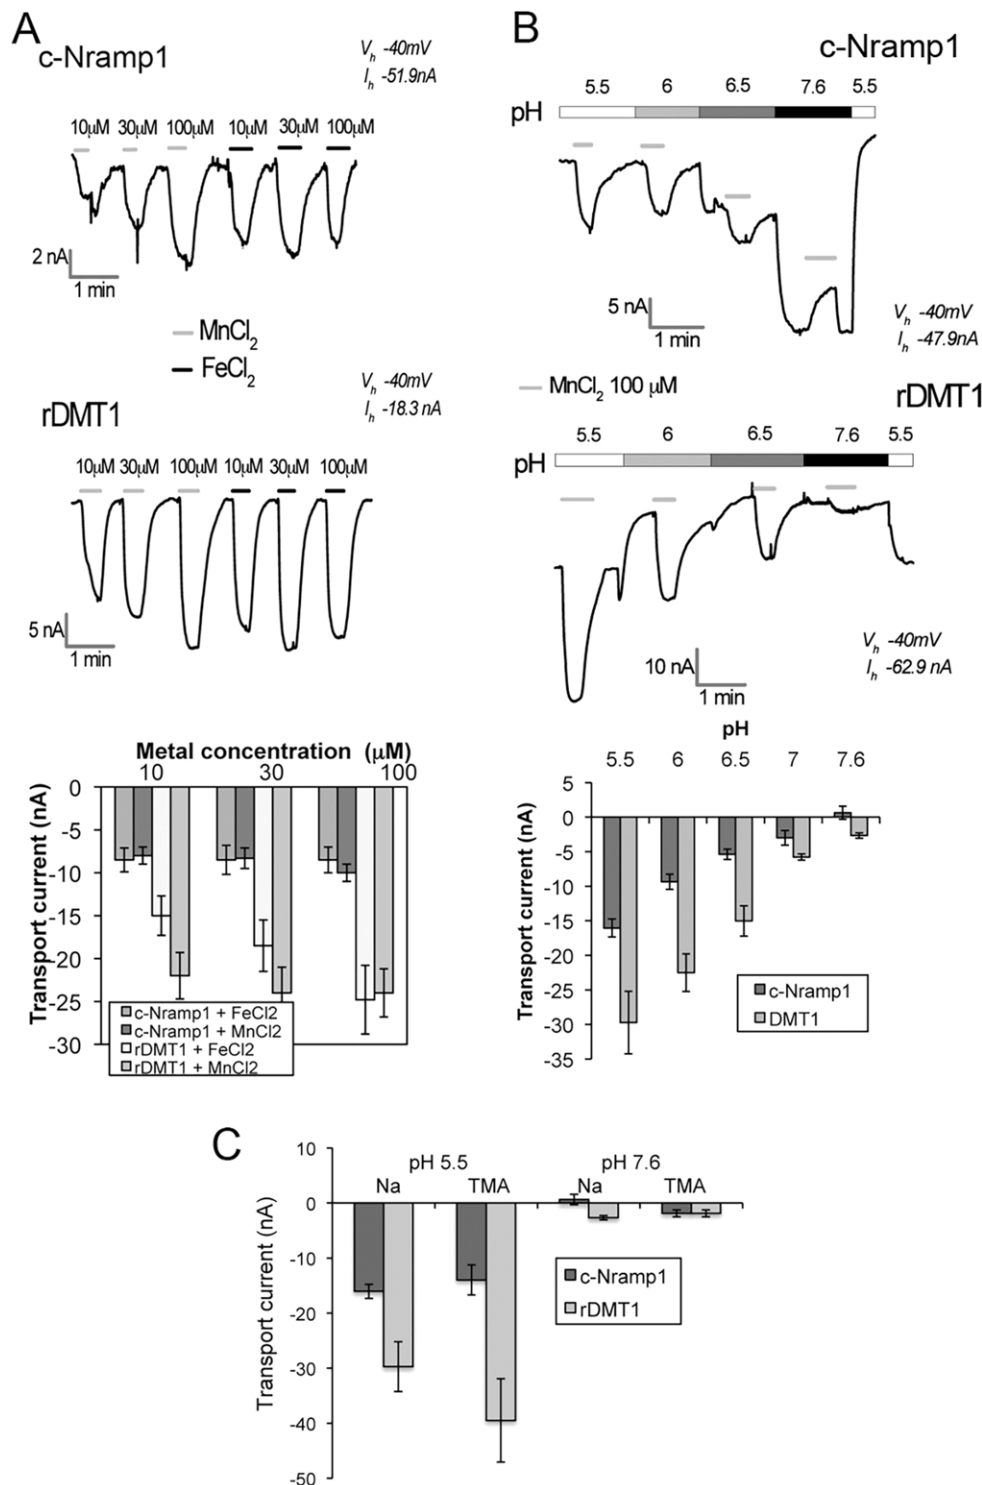 A
c-Nramp1
Vh -40mV
Ih -51.9nA
10µM 30µM 100µM 10µM 30µM 100µM
2 nA
1 min
MnCl2
FeCl2
Vh -40mV
Ih -18.3 nA
rDMT1
10µM 30µM 100µM 10µM 30µM 100µM
5 nA
1 min
Metal concentration (µM)
10 30 100
Transport current (nA)
0
-5
-10
-15
-20
-25
-30
c-Nramp1 + FeCl2
c-Nramp1 + MnCl2
rDMT1 + FeCl2
rDMT1 + MnCl2
B
c-Nramp1
5.5 6 6.5 7.6 5.5
pH
5 nA
1 min
Vh -40mV
Ih -47.9nA
MnCl2 100 µM
rDMT1
5.5 6 6.5 7.6 5.5
pH
10 nA
1 min
Vh -40mV
Ih -62.9 nA
pH
5.5 6 6.5 7 7.6
Transport current (nA)
5
0
-5
-10
-15
-20
-25
-30
-35
c-Nramp1
DMT1
C
pH 5.5 pH 7.6
Na TMA Na TMA
Transport current (nA)
10
0
-10
-20
-30
-40
-50
c-Nramp1
rDMT1